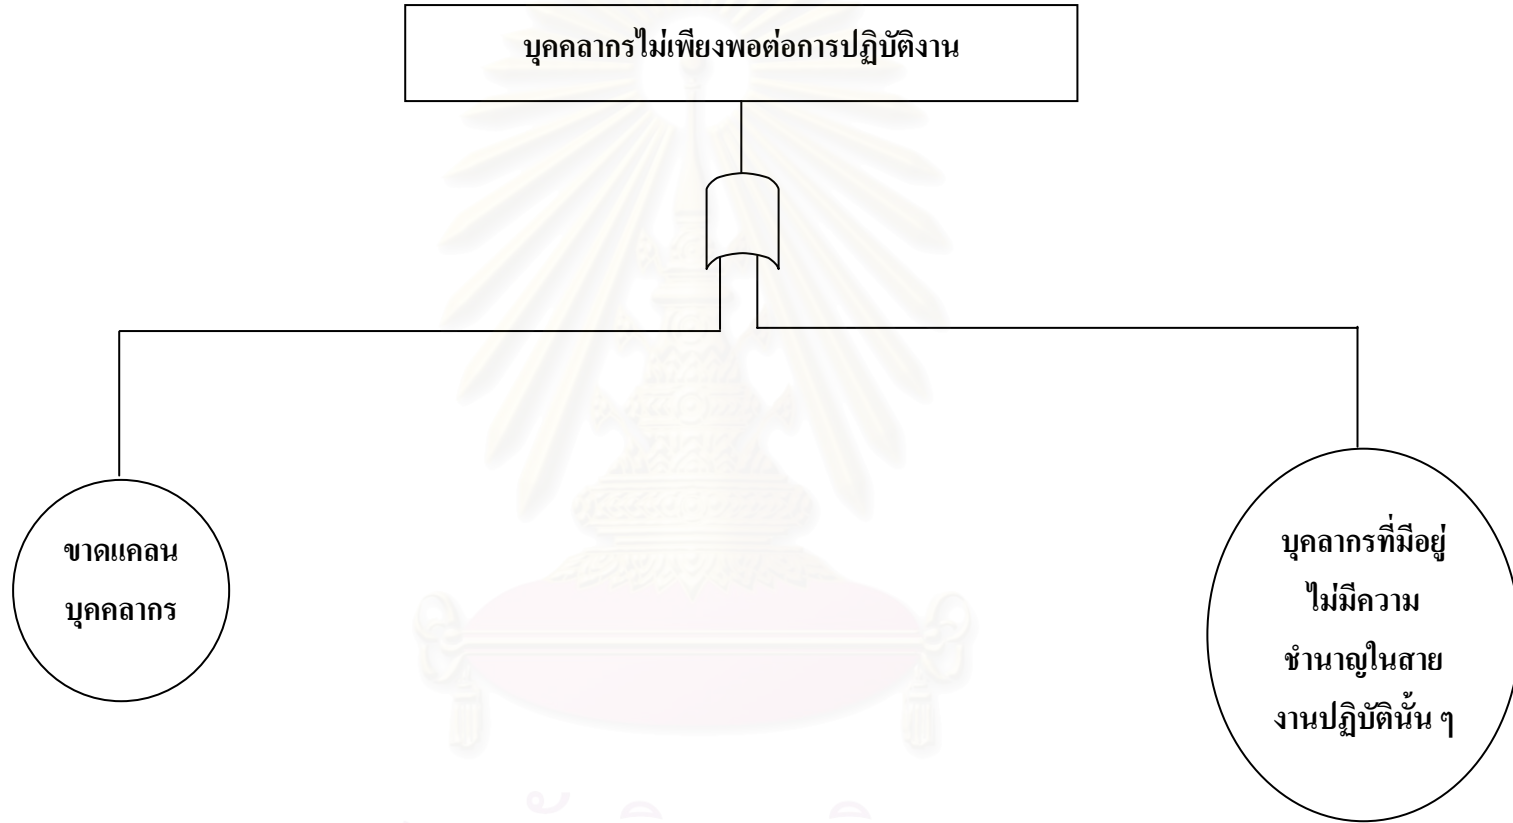 บุคคลากรไม่เพียงพอต่อการปฏิบัติงาน
ขาดแคลน
บุคคลากร
บุคลากรที่มีอยู่
ไม่มีความ
ชำนาญในสาย
งานปฏิบัตินั้น ๆ